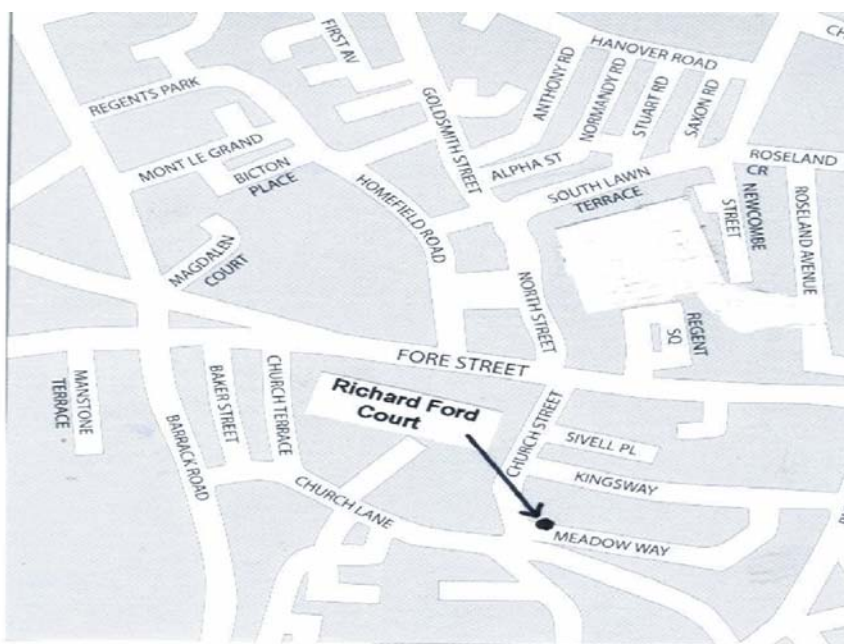 FIRST AV
HANOVER ROAD
CH
REGENTS PARK
GOLDSMITH STREET
ANTHONY RD
NORMANDY RD
STUART RD
SAXON RD
MONT LE GRAND
BICTON
PLACE
ALPHA ST
ROSELAND
CR
SOUTH LAWN
TERRACE
HOMEFIELD ROAD
NEWCOMBE
STREET
ROSELAND AVENUE
MAGDALEN
COURT
NORTH STREET
REGENT
SQ
FORE STREET
MANSTONE
TERRACE
BAKER STREET
CHURCH TERRACE
Richard Ford
Court
BARRACK ROAD
CHURCH STREET
SIVELL PL
KINGSWAY
CHURCH LANE
MEADOW WAY